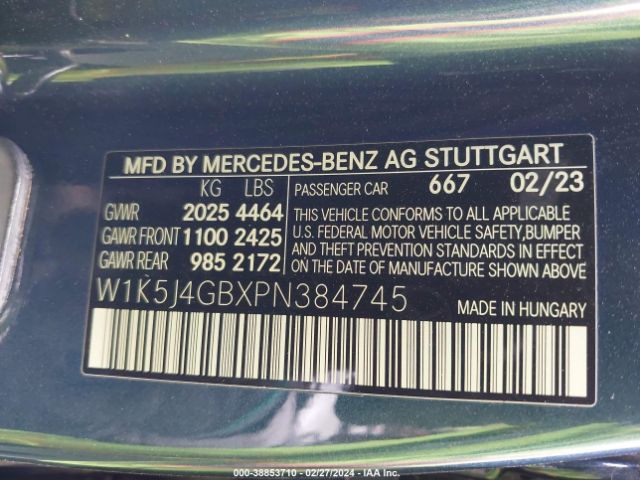 MFD BY MERCEDES-BENZ AG STUTTGART
KG LBS
GVWR 2025 4464
GAWR FRONT 1100 2425
GAWR REAR 985 2172
PASSENGER CAR 667 02/23
THIS VEHICLE CONFORMS TO ALL APPLICABLE
U.S. FEDERAL MOTOR VEHICLE SAFETY,BUMPER
AND THEFT PREVENTION STANDARDS IN EFFECT
ON THE DATE OF MANUFACTURE SHOWN ABOVE
W1K5J4GBXPN384745
MADE IN HUNGARY
000-38853710 - 02/27/2024 - IAA Inc.